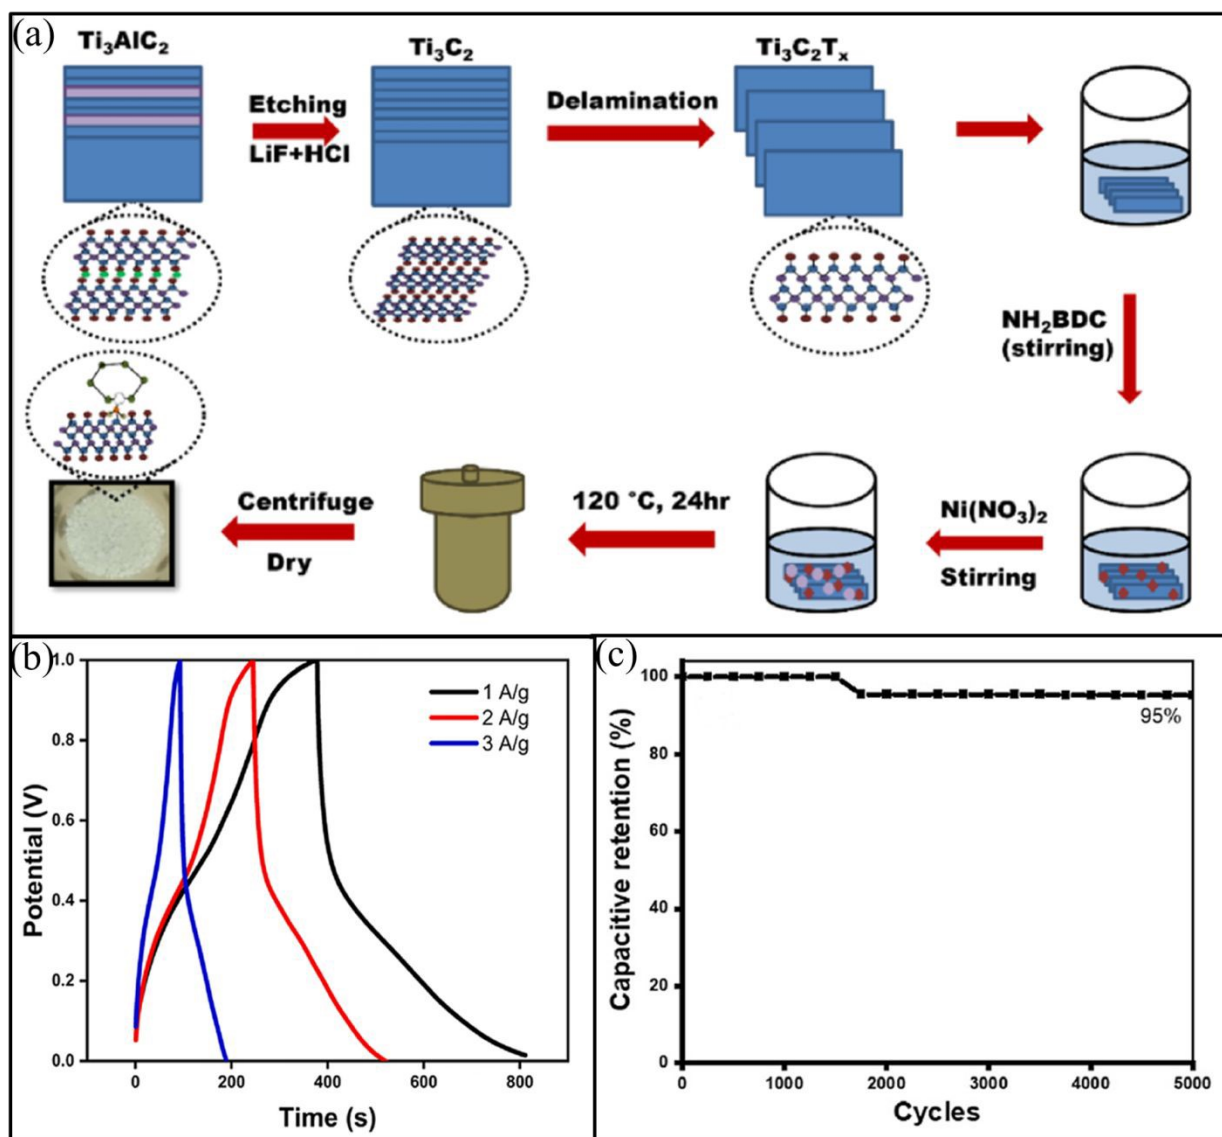 (a)
Ti₃AlC₂
Ti₃C₂
Ti₃C₂Tₓ
Etching
LiF+HCl
Delamination
NH₂BDC
(stirring)
Ni(NO₃)₂
Stirring
120 °C, 24hr
Centrifuge
Dry
(b)
1.0
0.8
0.6
0.4
0.2
0.0
Potential (V)
1 A/g
2 A/g
3 A/g
0
200
400
600
800
Time (s)
(c)
100
80
60
40
20
0
Capacitive retention (%)
95%
0
1000
2000
3000
4000
5000
Cycles